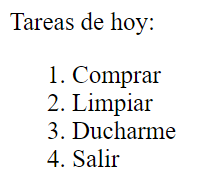 Tareas de hoy:
1. Comprar
2. Limpiar
3. Ducharme
4. Salir